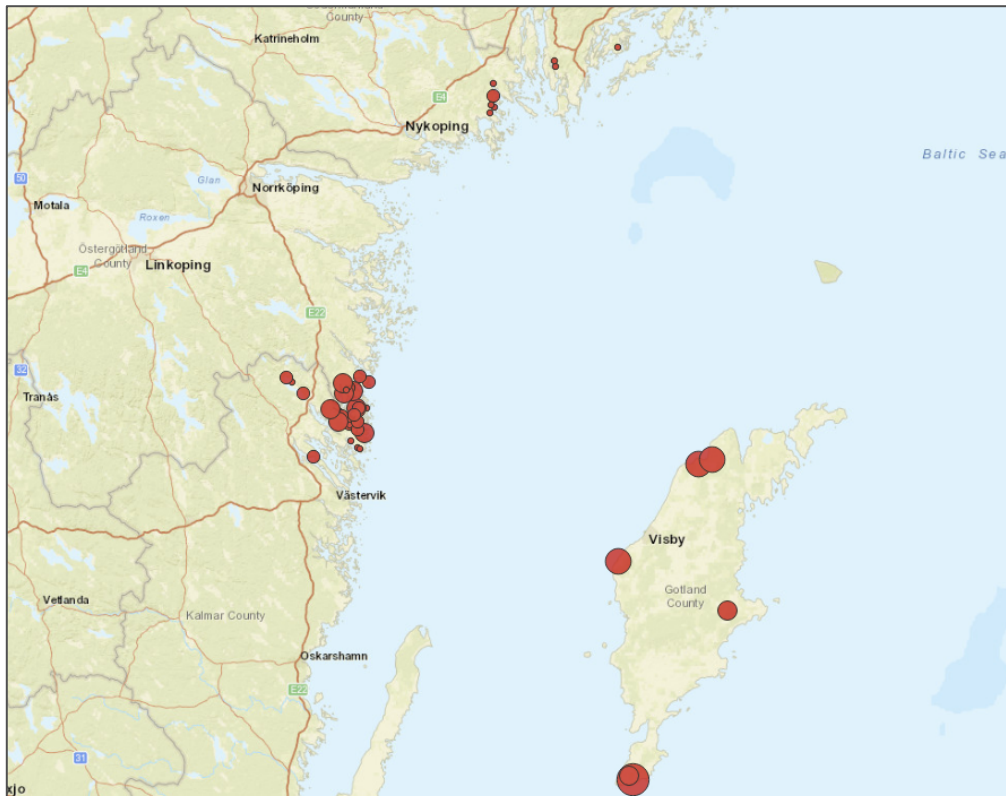 County
Katrineholm
E4
Nykoping
Baltic Sea
50
Glan
Norrköping
Motala
Roxen
Östergötland
County
Linkoping
E4
E22
32
Tranås
Västervik
Visby
Gotland
County
Vetlanda
Kalmar County
Oskarshamn
E22
31
xjo